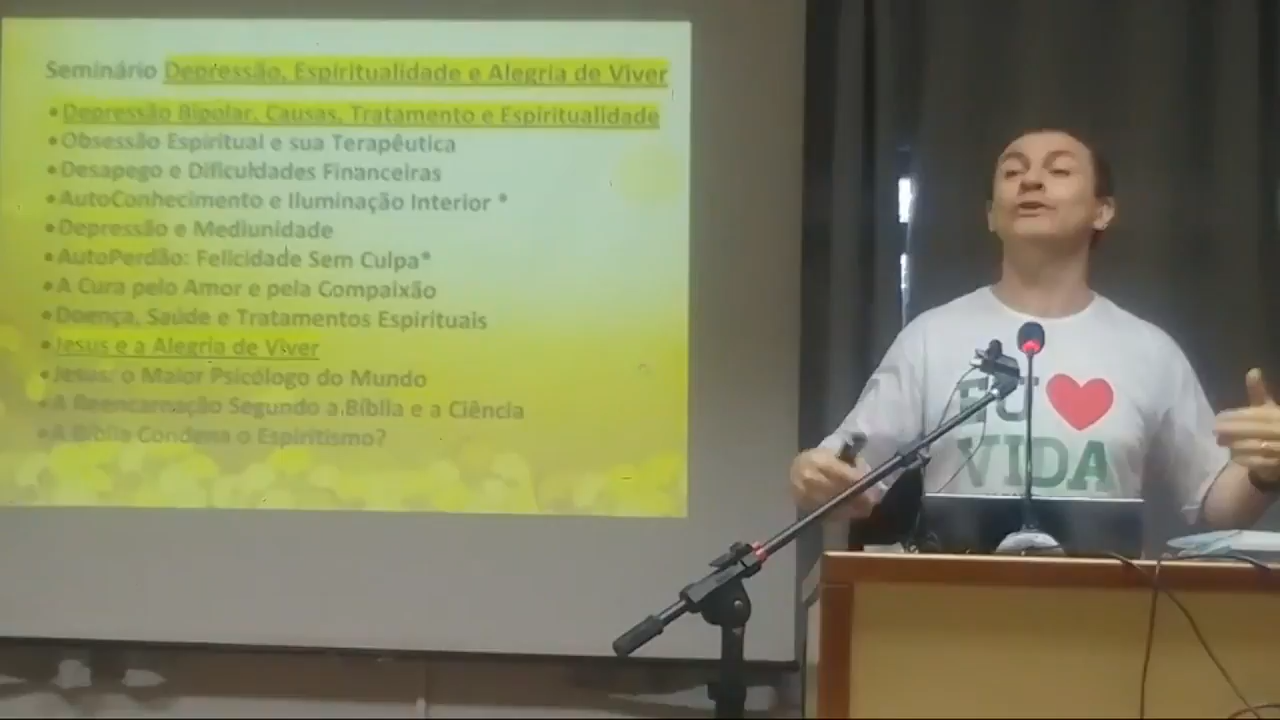 Seminário Depressão, Espiritualidade e Alegria de Viver
• Depressão Bipolar, Causas, Tratamento e Espiritualidade
• Obsessão Espiritual e sua Terapêutica
• Desapego e Dificuldades Financeiras
• AutoConhecimento e Iluminação Interior *
• Depressão e Mediunidade
• AutoPerdão: Felicidade Sem Culpa*
• A Cura pelo Amor e pela Compaixão
• Doença, Saúde e Tratamentos Espirituais
• Jesus e a Alegria de Viver
• Jesus: o Maior Psicólogo do Mundo
• A Reencarnação Segundo a Bíblia e a Ciência
• A Bíblia Condena o Espiritismo?
EU
VIDA